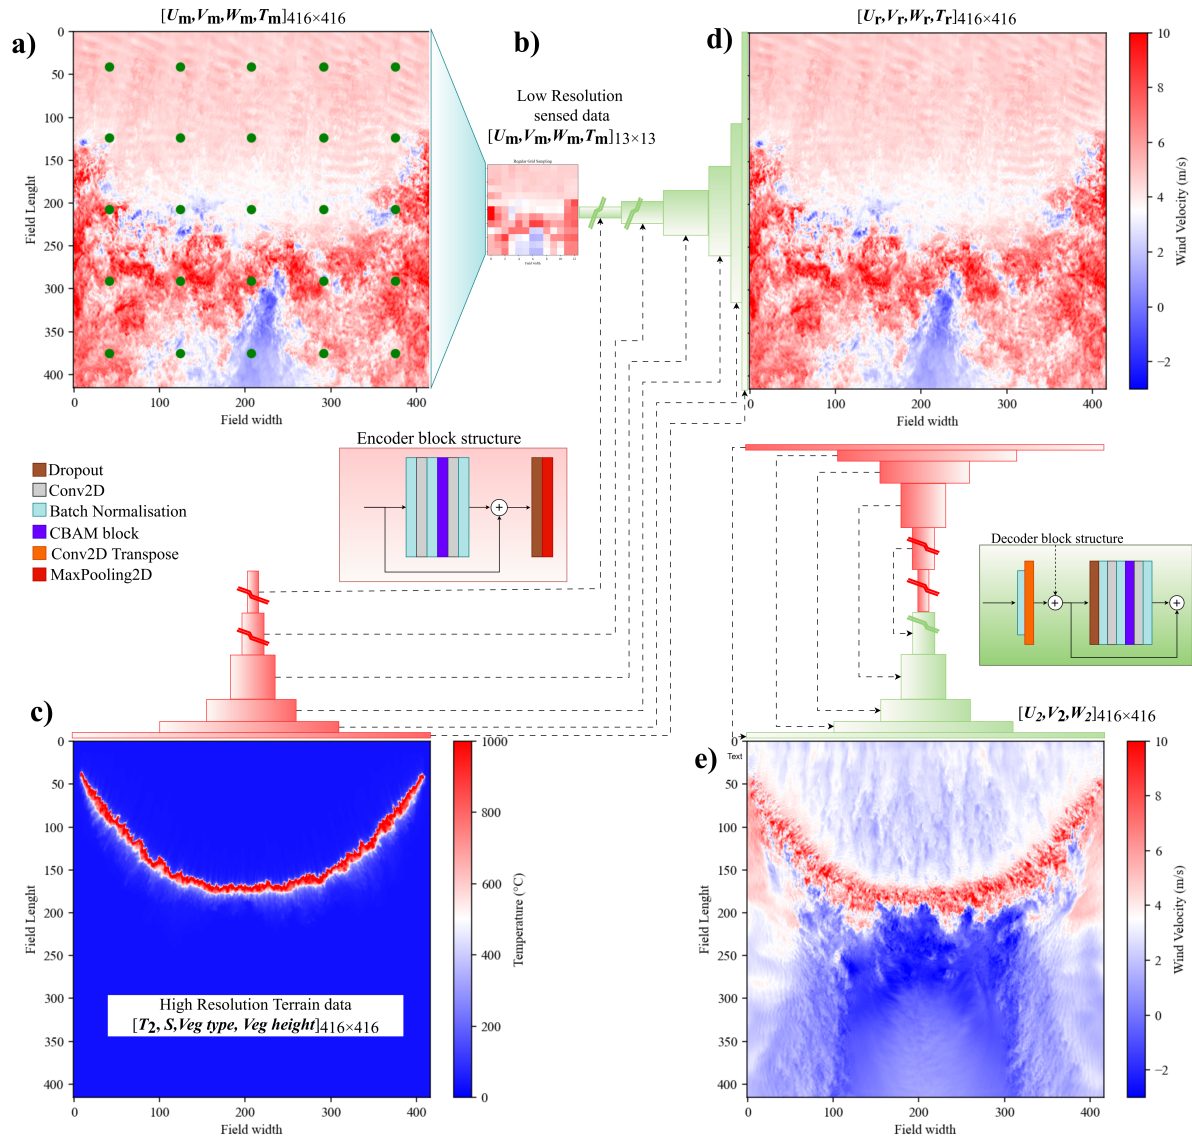 [Um,Vm,Wm,Tm]416×416
[Ur,Vr,Wr,Tr]416×416
a)
b)
d)
0
50
100
150
200
250
300
350
400
Field Lenght
0
100
200
300
400
Field width
Low Resolution
sensed data
[Um,Vm,Wm,Tm]13×13
Regular Grid Sampling
Field width
0
100
200
300
400
Field width
10
8
6
4
2
0
−2
Wind Velocity (m/s)
Encoder block structure
Dropout
Conv2D
Batch Normalisation
CBAM block
Conv2D Transpose
MaxPooling2D
Decoder block structure
c)
0
50
100
150
200
250
300
350
400
Field Lenght
High Resolution Terrain data
[T2, S,Veg type, Veg height]416×416
0
100
200
300
400
Field width
1000
800
600
400
200
0
Temperature (°C)
[U2,V2,W2]416×416
e)
Text
0
50
100
150
200
250
300
350
400
Field Lenght
0
100
200
300
400
Field width
10
8
6
4
2
0
−2
Wind Velocity (m/s)